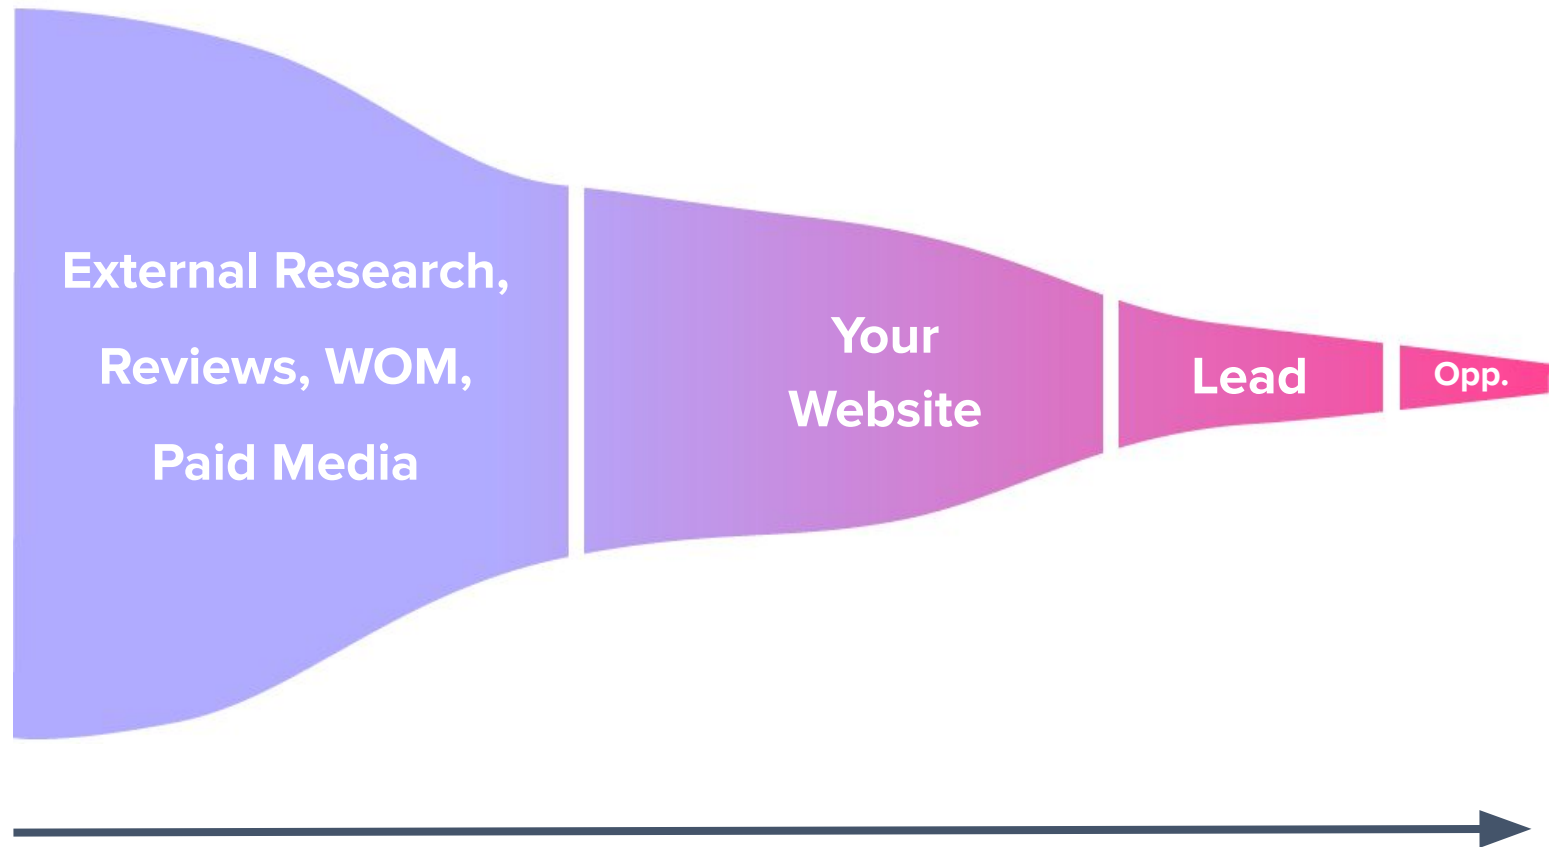 External Research,
Reviews, WOM,
Paid Media
Your
Website
Lead
Opp.